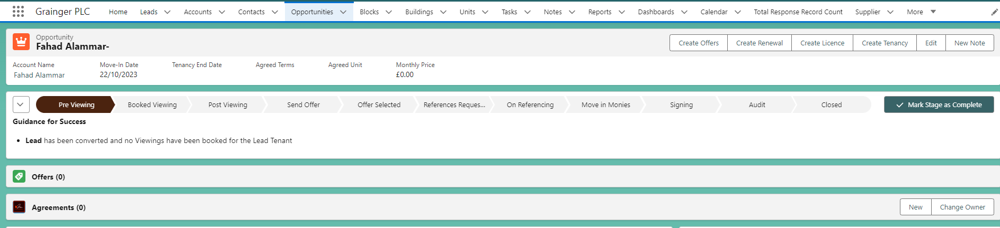 Grainger PLC Home Leads Accounts Contacts Opportunities Blocks Buildings Units Tasks Notes Reports Dashboards Calendar Total Response Record Count Supplier More
Opportunity
Fahad Alammar-
Create Offers Create Renewal Create Licence Create Tenancy Edit New Note
Account Name Move-In Date Tenancy End Date Agreed Terms Agreed Unit Monthly Price
Fahad Alammar 22/10/2023 £0.00
Pre Viewing Booked Viewing Post Viewing Send Offer Offer Selected References Reques... On Referencing Move in Monies Signing Audit Closed Mark Stage as Complete
Guidance for Success
• Lead has been converted and no Viewings have been booked for the Lead Tenant
Offers (0)
Agreements (0) New Change Owner